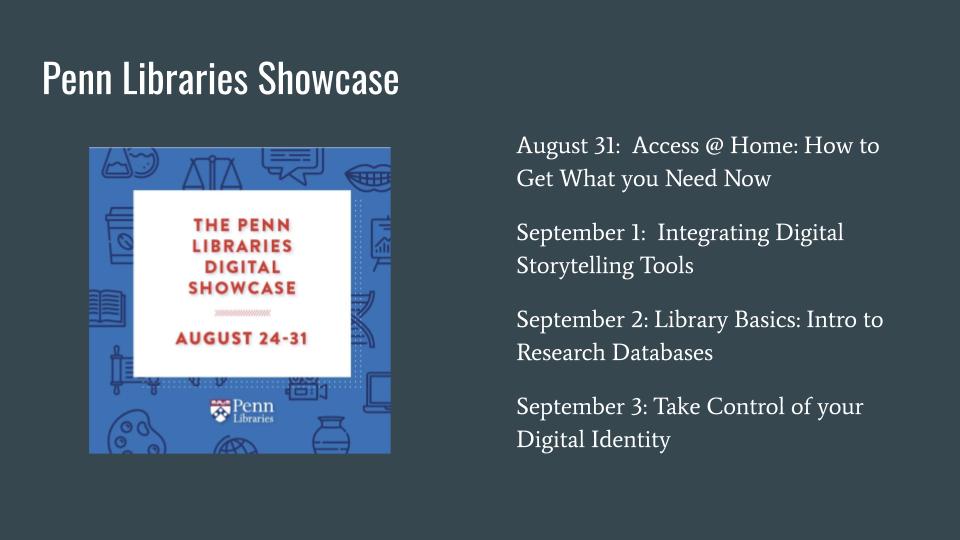 Penn Libraries Showcase
THE PENN
LIBRARIES
DIGITAL
SHOWCASE
AUGUST 24-31
Penn
Libraries
August 31:  Access @ Home: How to
Get What you Need Now
September 1:  Integrating Digital
Storytelling Tools
September 2: Library Basics: Intro to
Research Databases
September 3: Take Control of your
Digital Identity